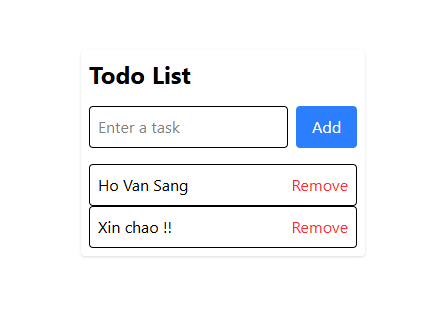 Todo List
Enter a task Add
Ho Van Sang Remove
Xin chao !! Remove